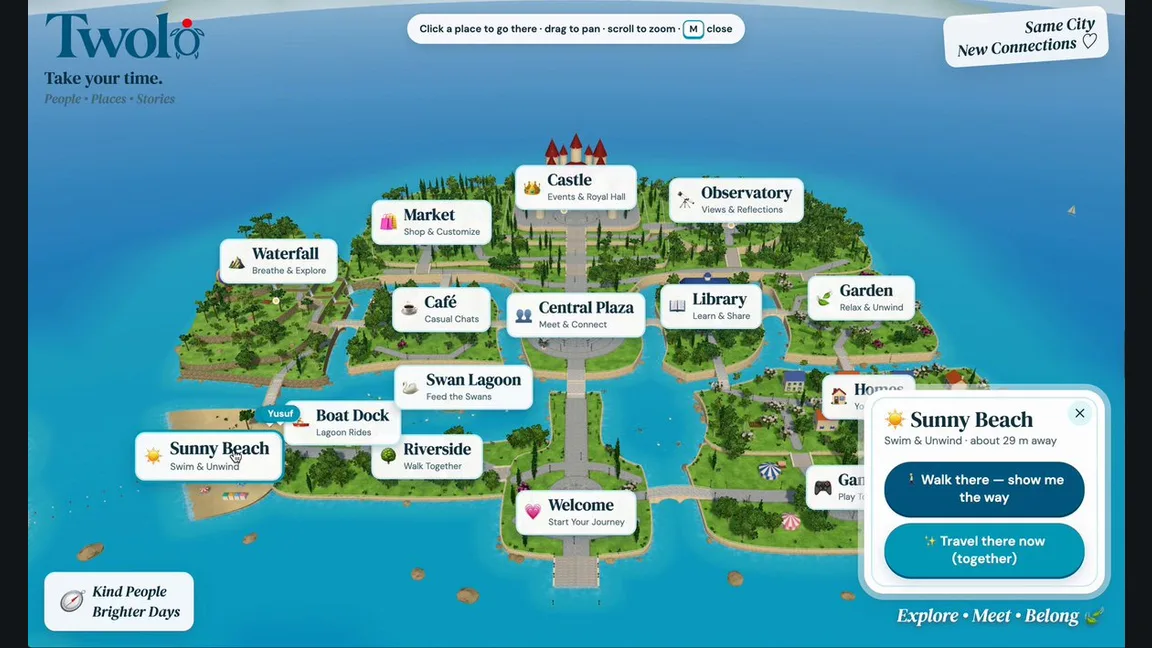 Twolo
Take your time.
People • Places • Stories
Click a place to go there · drag to pan · scroll to zoom · M close
Same City
New Connections ♡
Castle
Events & Royal Hall
Observatory
Views & Reflections
Market
Shop & Customize
Waterfall
Breathe & Explore
Café
Casual Chats
Central Plaza
Meet & Connect
Library
Learn & Share
Garden
Relax & Unwind
Swan Lagoon
Feed the Swans
Homes
Yusuf
Boat Dock
Lagoon Rides
Sunny Beach
Swim & Unwind
Riverside
Walk Together
Play
Welcome
Start Your Journey
Sunny Beach
Swim & Unwind · about 29 m away
Walk there — show me
the way
Travel there now
(together)
Kind People
Brighter Days
Explore • Meet • Belong